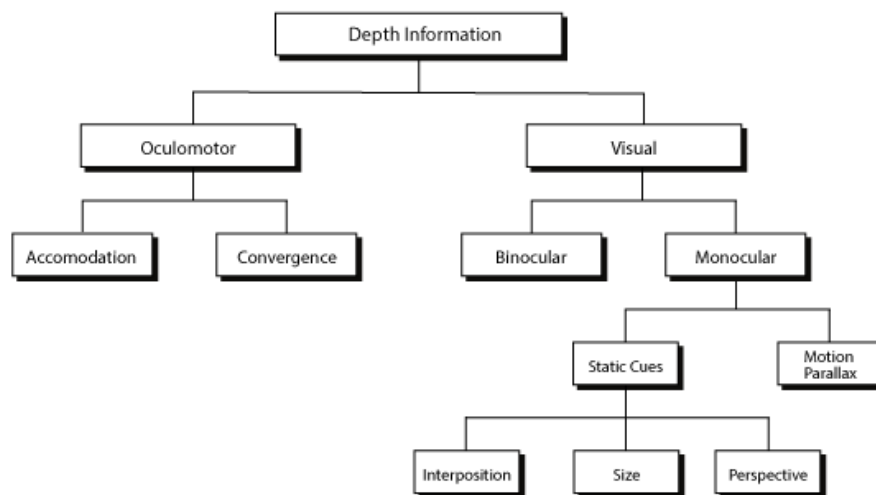 Depth Information
Oculomotor
Visual
Accomodation
Convergence
Binocular
Monocular
Static Cues
Motion
Parallax
Interposition
Size
Perspective